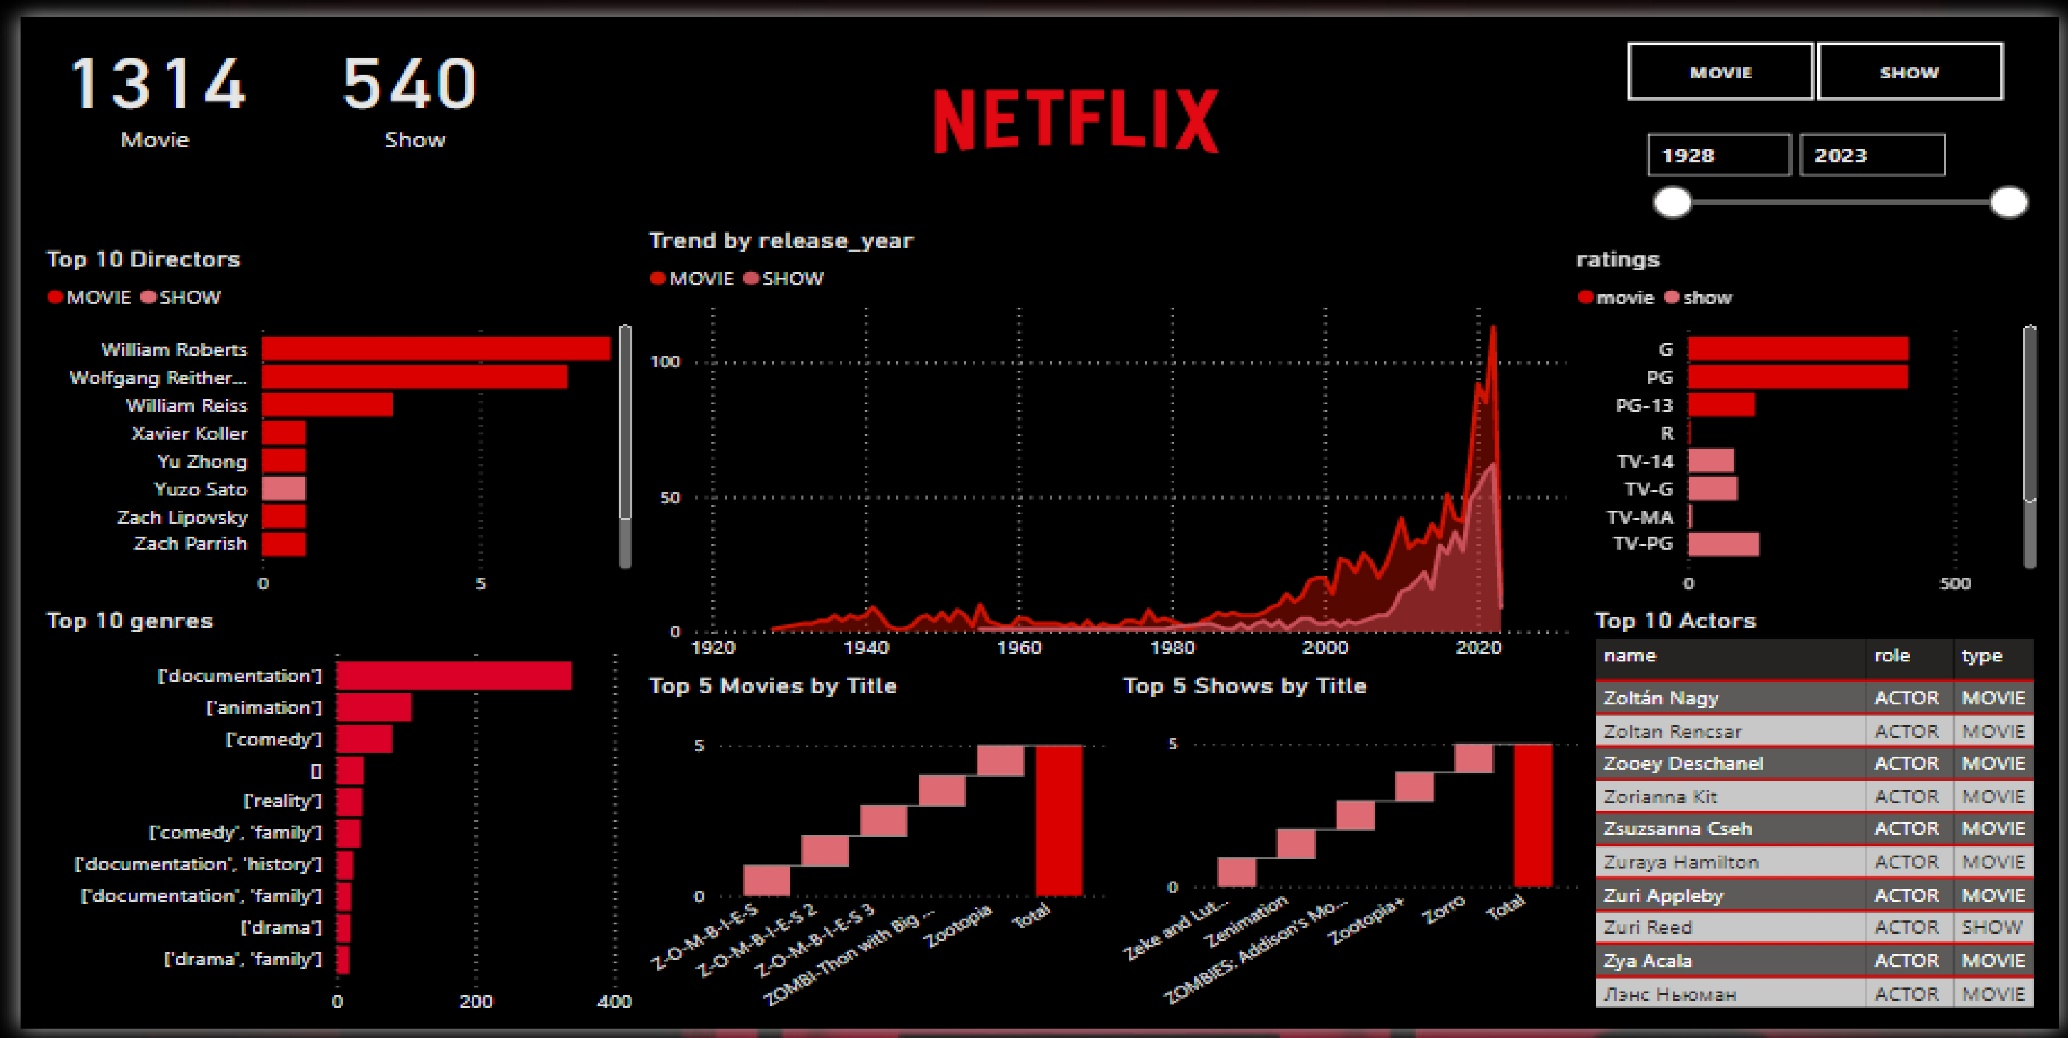 1314
Movie
540
Show
NETFLIX
MOVIE
SHOW
1928
2023
Top 10 Directors
MOVIE SHOW
William Roberts
Wolfgang Reither...
William Reiss
Xavier Koller
Yu Zhong
Yuzo Sato
Zach Lipovsky
Zach Parrish
0 5
Trend by release_year
MOVIE SHOW
100
50
0
1920 1940 1960 1980 2000 2020
ratings
movie show
G
PG
PG-13
R
TV-14
TV-G
TV-MA
TV-PG
0 500
Top 10 genres
['documentation']
['animation']
['comedy']
[]
['reality']
['comedy', 'family']
['documentation', 'history']
['documentation', 'family']
['drama']
['drama', 'family']
0 200 400
Top 5 Movies by Title
5
0
Z-O-M-B-I-E-S
Z-O-M-B-I-E-S 2
Z-O-M-B-I-E-S 3
ZOMBI-Thon with Big ...
Zootopia
Total
Top 5 Shows by Title
5
0
Zeke and Lut...
Zenimation
ZOMBIES: Addison's Mo...
Zootopia+
Zorro
Total
Top 10 Actors
name role type
Zoltán Nagy ACTOR MOVIE
Zoltan Rencsar ACTOR MOVIE
Zooey Deschanel ACTOR MOVIE
Zorianna Kit ACTOR MOVIE
Zsuzsanna Cseh ACTOR MOVIE
Zuraya Hamilton ACTOR MOVIE
Zuri Appleby ACTOR MOVIE
Zuri Reed ACTOR SHOW
Zya Acala ACTOR MOVIE
Лэнс Ньюман ACTOR MOVIE